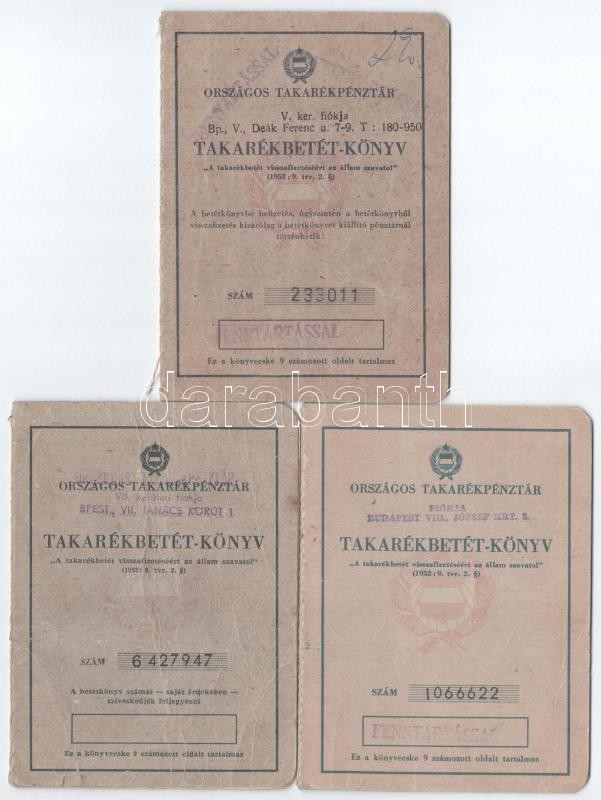 22.
FENNTARTÁSSAL
ORSZÁGOS TAKARÉKPÉNZTÁR
V. ker. fiókja
Bp., V., Deák Ferenc u. 7-9. T : 180-950
TAKARÉKBETÉT-KÖNYV
„A takarékbetét visszafizetéséért az állam szavatol"
(1952 : 9. tvr. 2. §)
A betétkönyvbe befizetés, úgyszintén a betétkönyvből
visszafizetés kizárólag a betétkönyvet kiállító pénztárnál
történhetik!
SZÁM 233011
FENNTARTÁSSAL
Ez a könyvecske 9 számozott oldalt tartalmaz
darabanth
ORSZÁGOS TAKARÉKPÉNZTÁR
VII. kerületi fiókja
BPEST., VII. TANÁCS KÖRÚT 1
TAKARÉKBETÉT-KÖNYV
„A takarékbetét visszafizetéséért az állam szavatol"
(1952 : 9. tvr. 2. §)
SZÁM 6427947
A betétkönyv számát — saját érdekében —
szíveskedjék feljegyezni
Ez a könyvecske 9 számozott oldalt tartalmaz
ORSZÁGOS TAKARÉKPÉNZTÁR
FIÓKJA
BUDAPEST VIII., JÓZSEF KRT. 2.
TAKARÉKBETÉT-KÖNYV
„A takarékbetét visszafizetéséért az állam szavatol"
(1952 : 9. tvr. 2. §)
SZÁM 1066622
FENNTARTÁSSAL
Ez a könyvecske 9 számozott oldalt tartalmaz